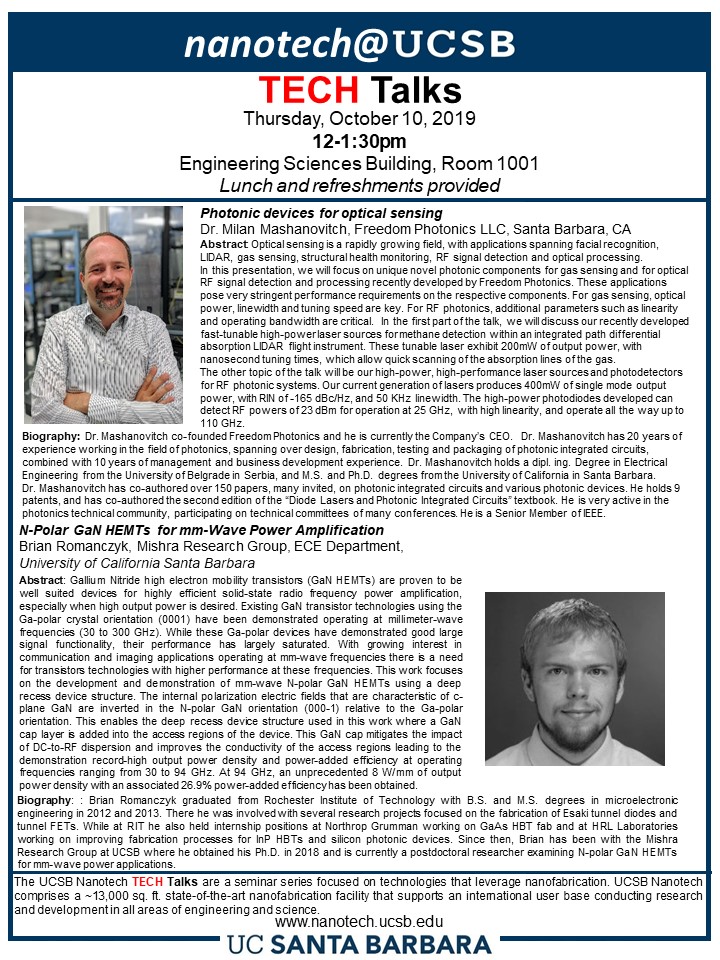 nanotech@UCSB
TECH Talks
Thursday, October 10, 2019
12-1:30pm
Engineering Sciences Building, Room 1001
Lunch and refreshments provided
Photonic devices for optical sensing
Dr. Milan Mashanovitch, Freedom Photonics LLC, Santa Barbara, CA
Abstract: Optical sensing is a rapidly growing field, with applications spanning facial recognition,
LIDAR, gas sensing, structural health monitoring, RF signal detection and optical processing.
In this presentation, we will focus on unique novel photonic components for gas sensing and for optical
RF signal detection and processing recently developed by Freedom Photonics. These applications
pose very stringent performance requirements on the respective components. For gas sensing, optical
power, linewidth and tuning speed are key. For RF photonics, additional parameters such as linearity
and operating bandwidth are critical. In the first part of the talk, we will discuss our recently developed
fast-tunable high-power laser sources for methane detection within an integrated path differential
absorption LIDAR flight instrument. These tunable laser exhibit 200mW of output power, with
nanosecond tuning times, which allow quick scanning of the absorption lines of the gas.
The other topic of the talk will be our high-power, high-performance laser sources and photodetectors
for RF photonic systems. Our current generation of lasers produces 400mW of single mode output
power, with RIN of -165 dBc/Hz, and 50 KHz linewidth. The high-power photodiodes developed can
detect RF powers of 23 dBm for operation at 25 GHz, with high linearity, and operate all the way up to
110 GHz.
Biography: Dr. Mashanovitch co-founded Freedom Photonics and he is currently the Company's CEO. Dr. Mashanovitch has 20 years of
experience working in the field of photonics, spanning over design, fabrication, testing and packaging of photonic integrated circuits,
combined with 10 years of management and business development experience. Dr. Mashanovitch holds a dipl. ing. Degree in Electrical
Engineering from the University of Belgrade in Serbia, and M.S. and Ph.D. degrees from the University of California in Santa Barbara.
Dr. Mashanovitch has co-authored over 150 papers, many invited, on photonic integrated circuits and various photonic devices. He holds 9
patents, and has co-authored the second edition of the "Diode Lasers and Photonic Integrated Circuits" textbook. He is very active in the
photonics technical community, participating on technical committees of many conferences. He is a Senior Member of IEEE.
N-Polar GaN HEMTs for mm-Wave Power Amplification
Brian Romanczyk, Mishra Research Group, ECE Department,
University of California Santa Barbara
Abstract: Gallium Nitride high electron mobility transistors (GaN HEMTs) are proven to be
well suited devices for highly efficient solid-state radio frequency power amplification,
especially when high output power is desired. Existing GaN transistor technologies using the
Ga-polar crystal orientation (0001) have been demonstrated operating at millimeter-wave
frequencies (30 to 300 GHz). While these Ga-polar devices have demonstrated good large
signal functionality, their performance has largely saturated. With growing interest in
communication and imaging applications operating at mm-wave frequencies there is a need
for transistors technologies with higher performance at these frequencies. This work focuses
on the development and demonstration of mm-wave N-polar GaN HEMTs using a deep
recess device structure. The internal polarization electric fields that are characteristic of c-
plane GaN are inverted in the N-polar GaN orientation (000-1) relative to the Ga-polar
orientation. This enables the deep recess device structure used in this work where a GaN
cap layer is added into the access regions of the device. This GaN cap mitigates the impact
of DC-to-RF dispersion and improves the conductivity of the access regions leading to the
demonstration record-high output power density and power-added efficiency at operating
frequencies ranging from 30 to 94 GHz. At 94 GHz, an unprecedented 8 W/mm of output
power density with an associated 26.9% power-added efficiency has been obtained.
Biography: : Brian Romanczyk graduated from Rochester Institute of Technology with B.S. and M.S. degrees in microelectronic
engineering in 2012 and 2013. There he was involved with several research projects focused on the fabrication of Esaki tunnel diodes and
tunnel FETs. While at RIT he also held internship positions at Northrop Grumman working on GaAs HBT fab and at HRL Laboratories
working on improving fabrication processes for InP HBTs and silicon photonic devices. Since then, Brian has been with the Mishra
Research Group at UCSB where he obtained his Ph.D. in 2018 and is currently a postdoctoral researcher examining N-polar GaN HEMTs
for mm-wave power applications.
The UCSB Nanotech TECH Talks are a seminar series focused on technologies that leverage nanofabrication. UCSB Nanotech
comprises a ~13,000 sq. ft. state-of-the-art nanofabrication facility that supports an international user base conducting research
and development in all areas of engineering and science.
www.nanotech.ucsb.edu
UC SANTA BARBARA